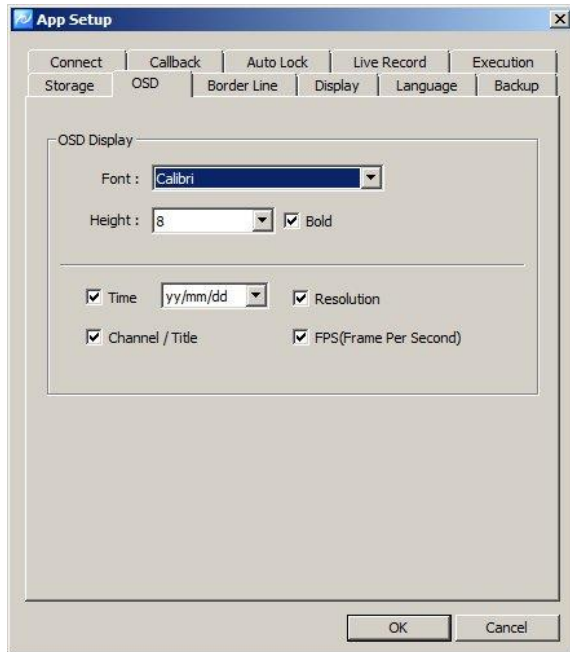 App Setup
Connect Callback Auto Lock Live Record Execution
Storage OSD Border Line Display Language Backup
OSD Display
Font : Calibri
Height : 8 Bold
Time yy/mm/dd Resolution
Channel / Title FPS(Frame Per Second)
OK Cancel